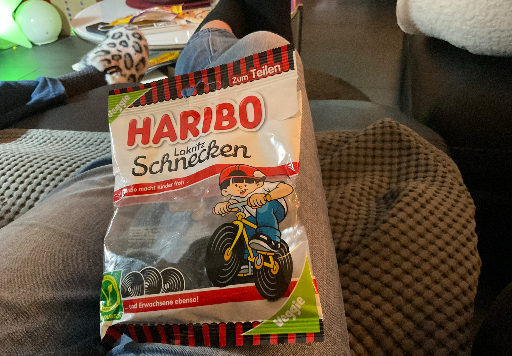 Zum Teilen
Veggie
HARIBO
Lakritz
Schnecken
macht Kinder froh
...und Erwachsene ebenso!
Veggie